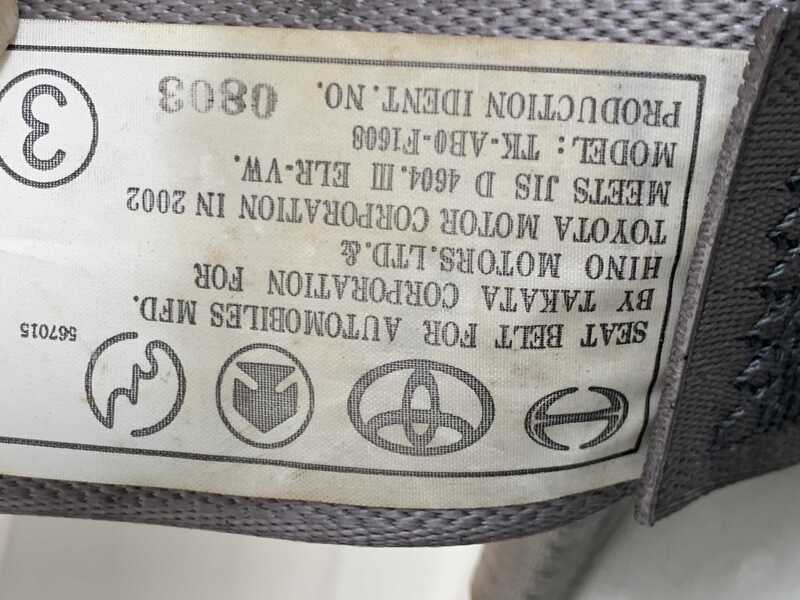 SEAT BELT FOR AUTOMOBILES MFD.
BY TAKATA CORPORATION FOR
HINO MOTORS.LTD.&
TOYOTA MOTOR CORPORATION IN 2002
MEETS JIS D 4604.III ELR-VW.
MODEL: TK-AB0-F1608
PRODUCTION IDENT.NO. 0803
567015
3